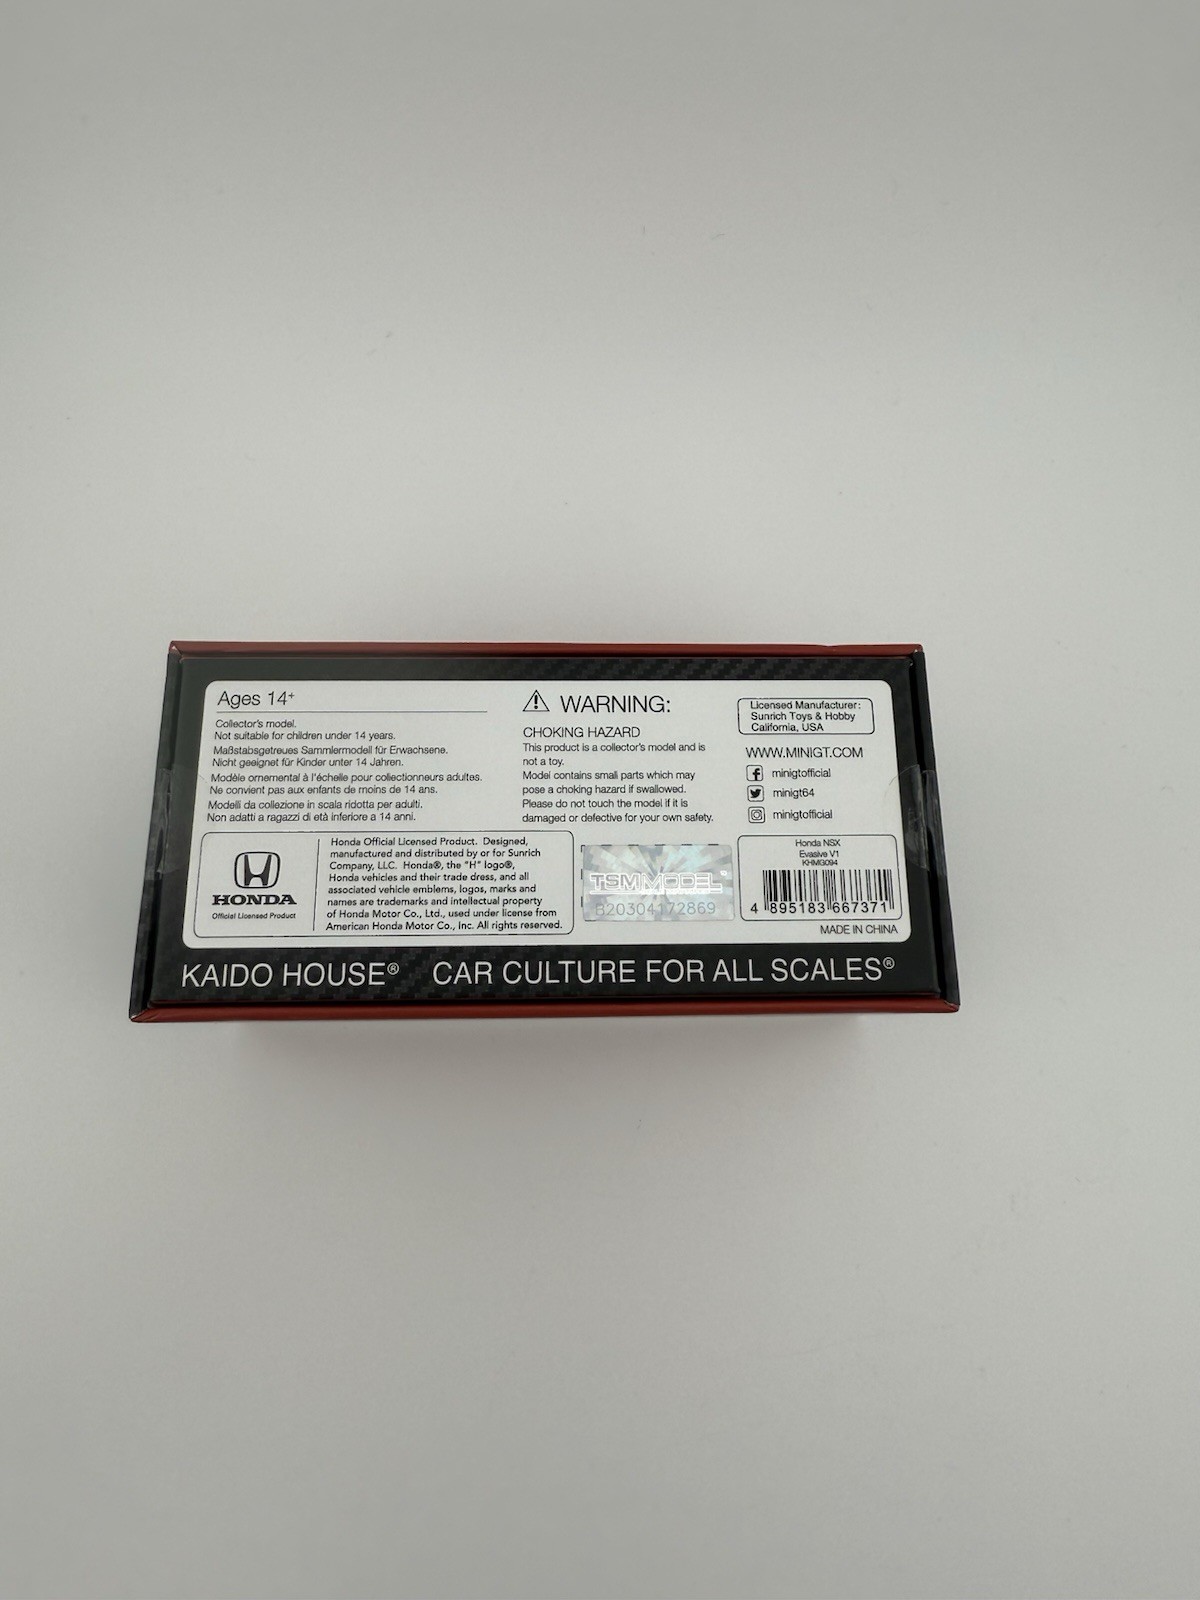 Ages 14+
Collector's model.
Not suitable for children under 14 years.
Maßstabsgetreues Sammlermodell für Erwachsene.
Nicht geeignet für Kinder unter 14 Jahren.
Modèle ornemental à l'échelle pour collectionneurs adultes.
Ne convient pas aux enfants de moins de 14 ans.
Modelli da collezione in scala ridotta per adulti.
Non adatti a ragazzi di età inferiore a 14 anni.
WARNING:
CHOKING HAZARD
This product is a collector's model and is
not a toy.
Model contains small parts which may
pose a choking hazard if swallowed.
Please do not touch the model if it is
damaged or defective for your own safety.
Licensed Manufacturer:
Sunrich Toys & Hobby
California, USA
WWW.MINIGT.COM
minigtofficial
minigt64
minigtofficial
HONDA
Official Licensed Product
Honda Official Licensed Product. Designed,
manufactured and distributed by or for Sunrich
Company, LLC. Honda®, the "H" logo®,
Honda vehicles and their trade dress, and all
associated vehicle emblems, logos, marks and
names are trademarks and intellectual property
of Honda Motor Co., Ltd., used under license from
American Honda Motor Co., Inc. All rights reserved.
TSMMODEL
B20304172869
Honda NSX
Evasive V1
KHMG094
4 895183 667371
MADE IN CHINA
KAIDO HOUSE® CAR CULTURE FOR ALL SCALES®